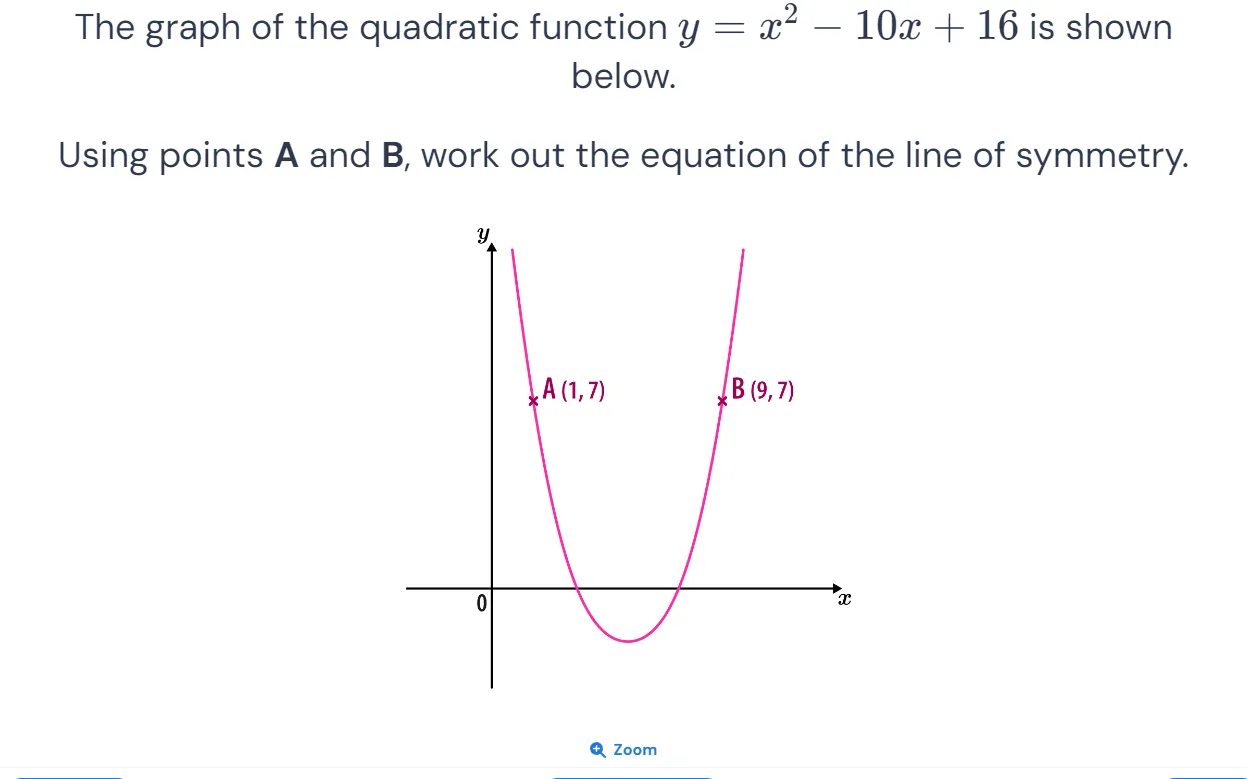 The graph of the quadratic function y = x² − 10x + 16 is shown
below.
Using points A and B, work out the equation of the line of symmetry.
y
A (1, 7)
B (9, 7)
0
x
Zoom